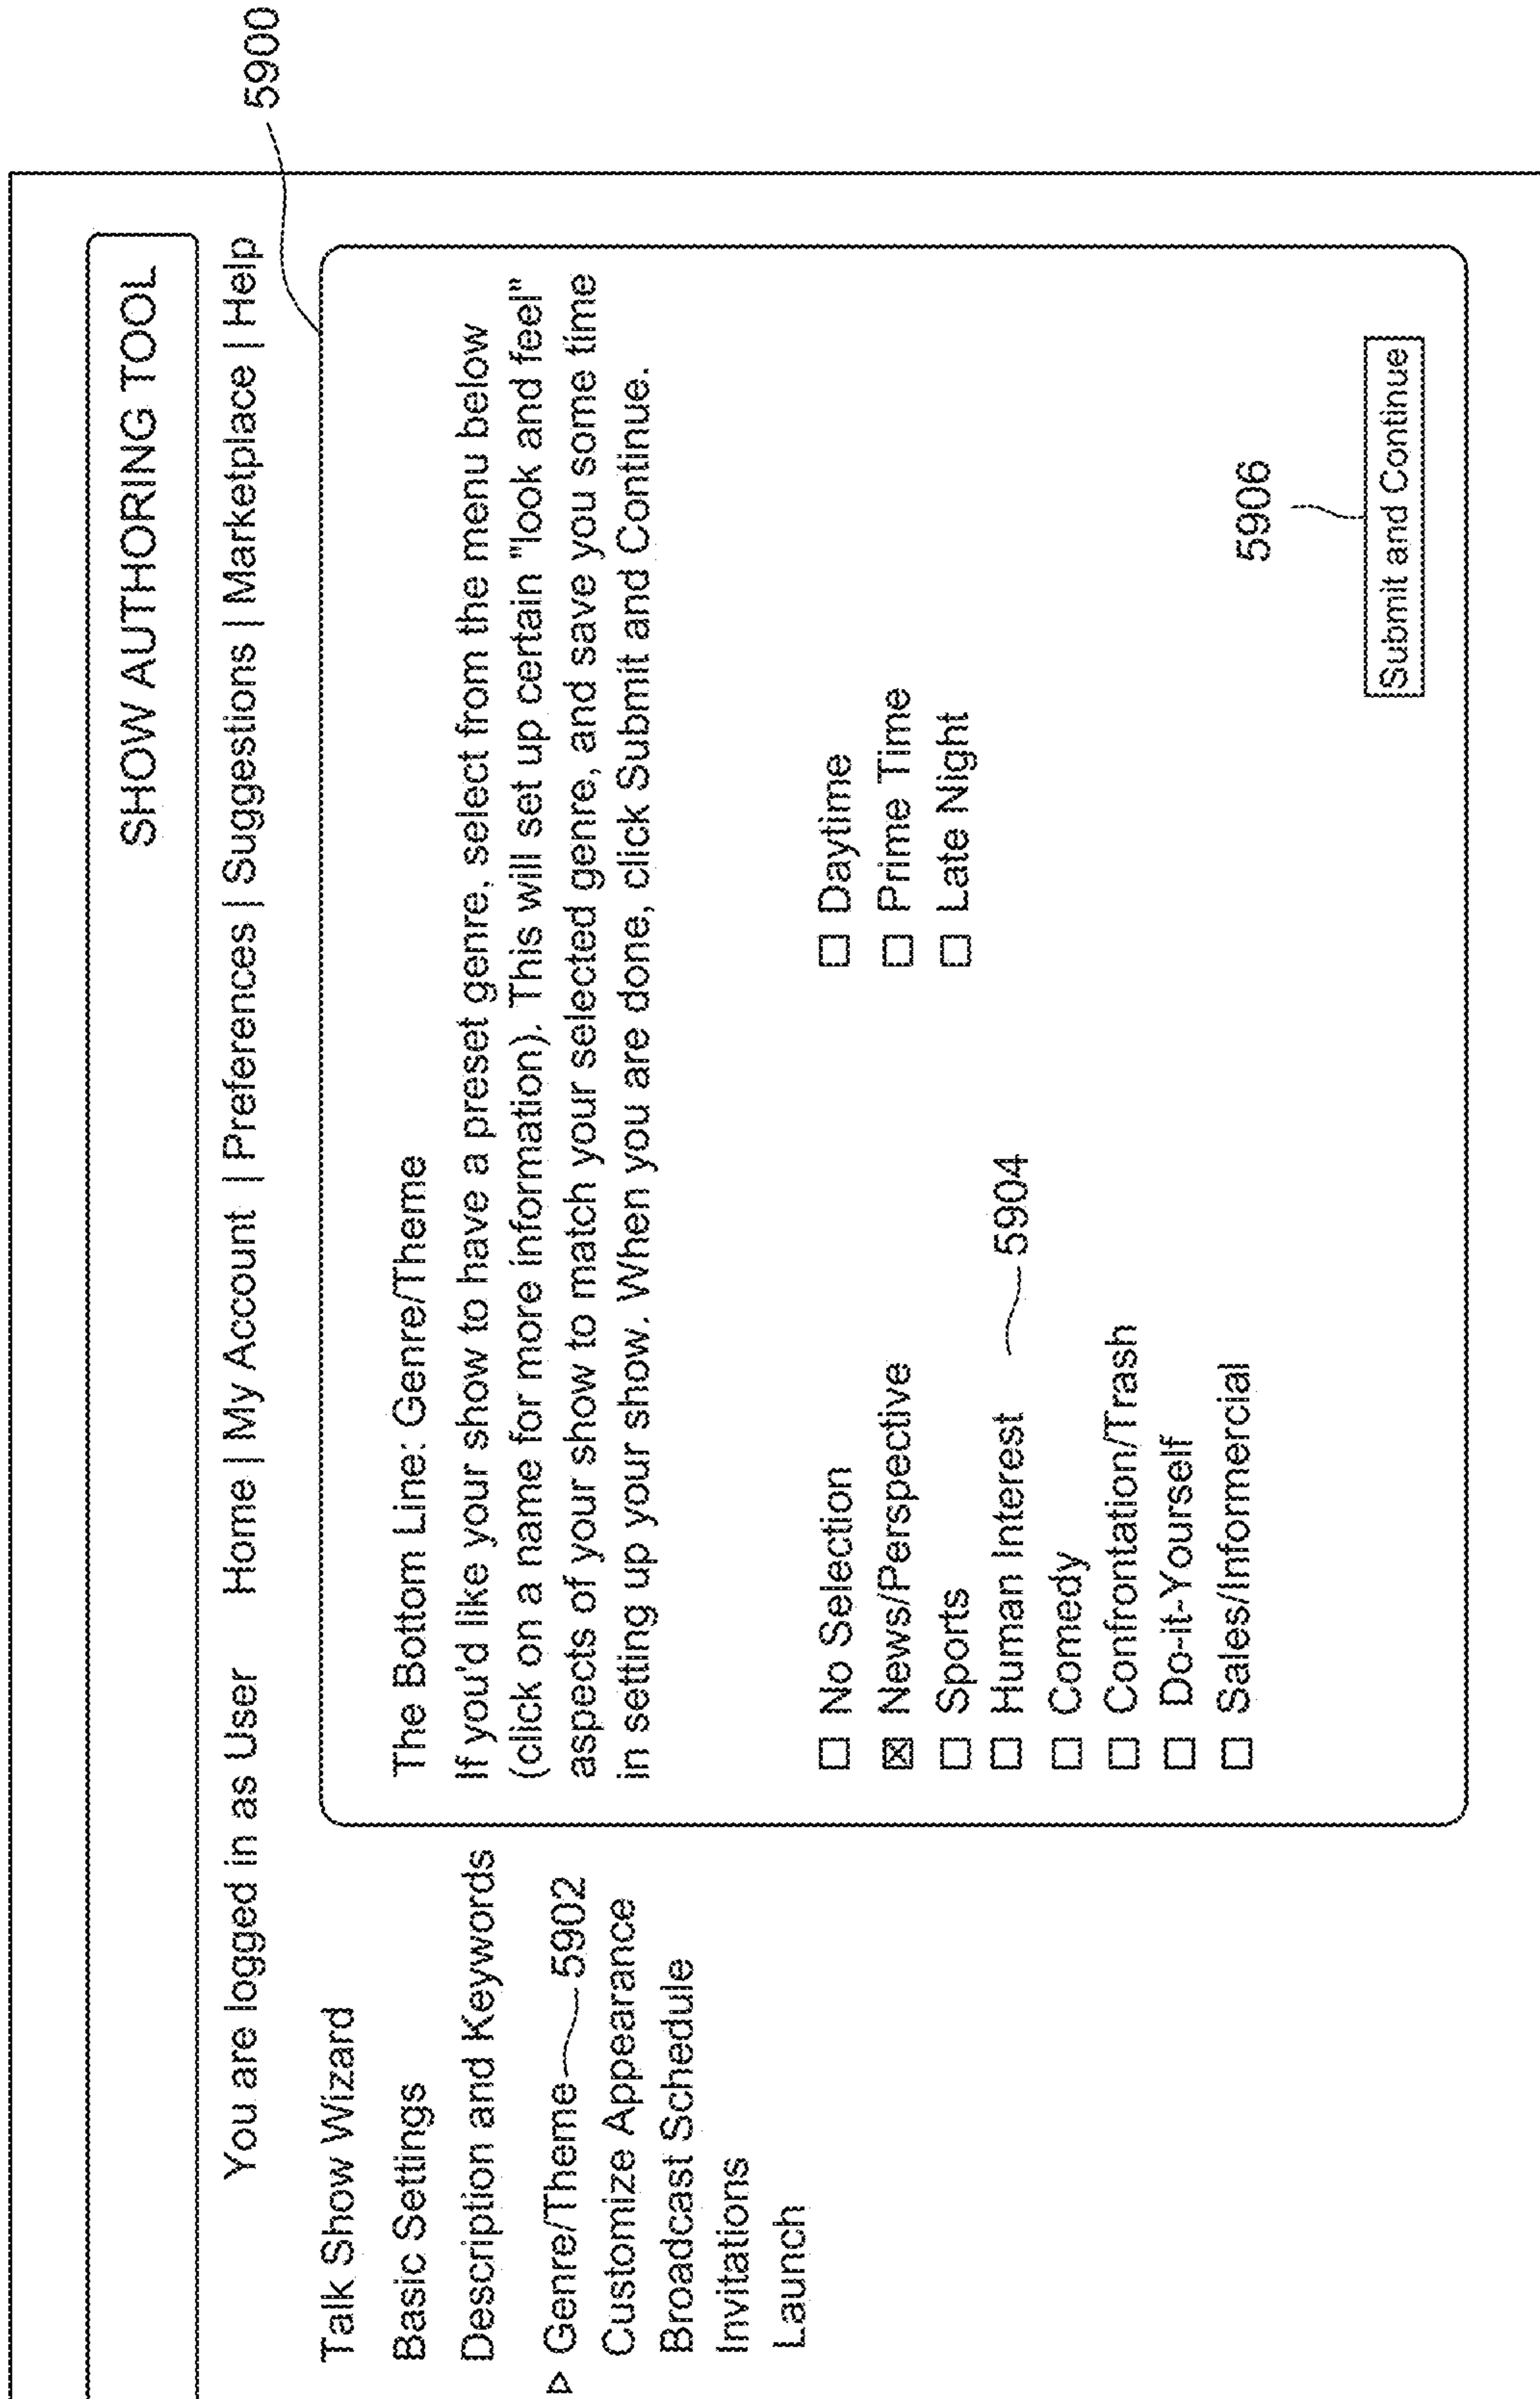 5900
SHOW AUTHORING TOOL
You are logged in as User Home | My Account | Preferences | Suggestions | Marketplace | Help
Talk Show Wizard
Basic Settings
Description and Keywords
Genre/Theme 5902
Customize Appearance
Broadcast Schedule
Invitations
Launch
The Bottom Line: Genre/Theme
If you'd like your show to have a preset genre, select from the menu below
(click on a name for more information). This will set up certain "look and feel"
aspects of your show to match your selected genre, and save you some time
in setting up your show. When you are done, click Submit and Continue.
No Selection
News/Perspective
Sports
Human Interest
Comedy
Confrontation/Trash
Do-it-Yourself
Sales/Informercial
5904
Daytime
Prime Time
Late Night
5906
Submit and Continue